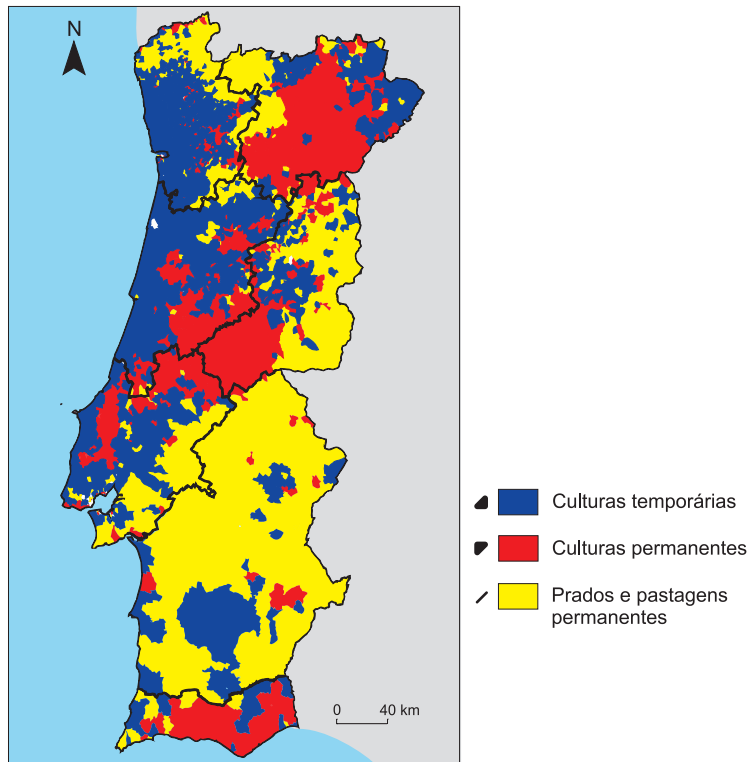 N
Culturas temporárias
Culturas permanentes
Prados e pastagens
permanentes
0 40 km